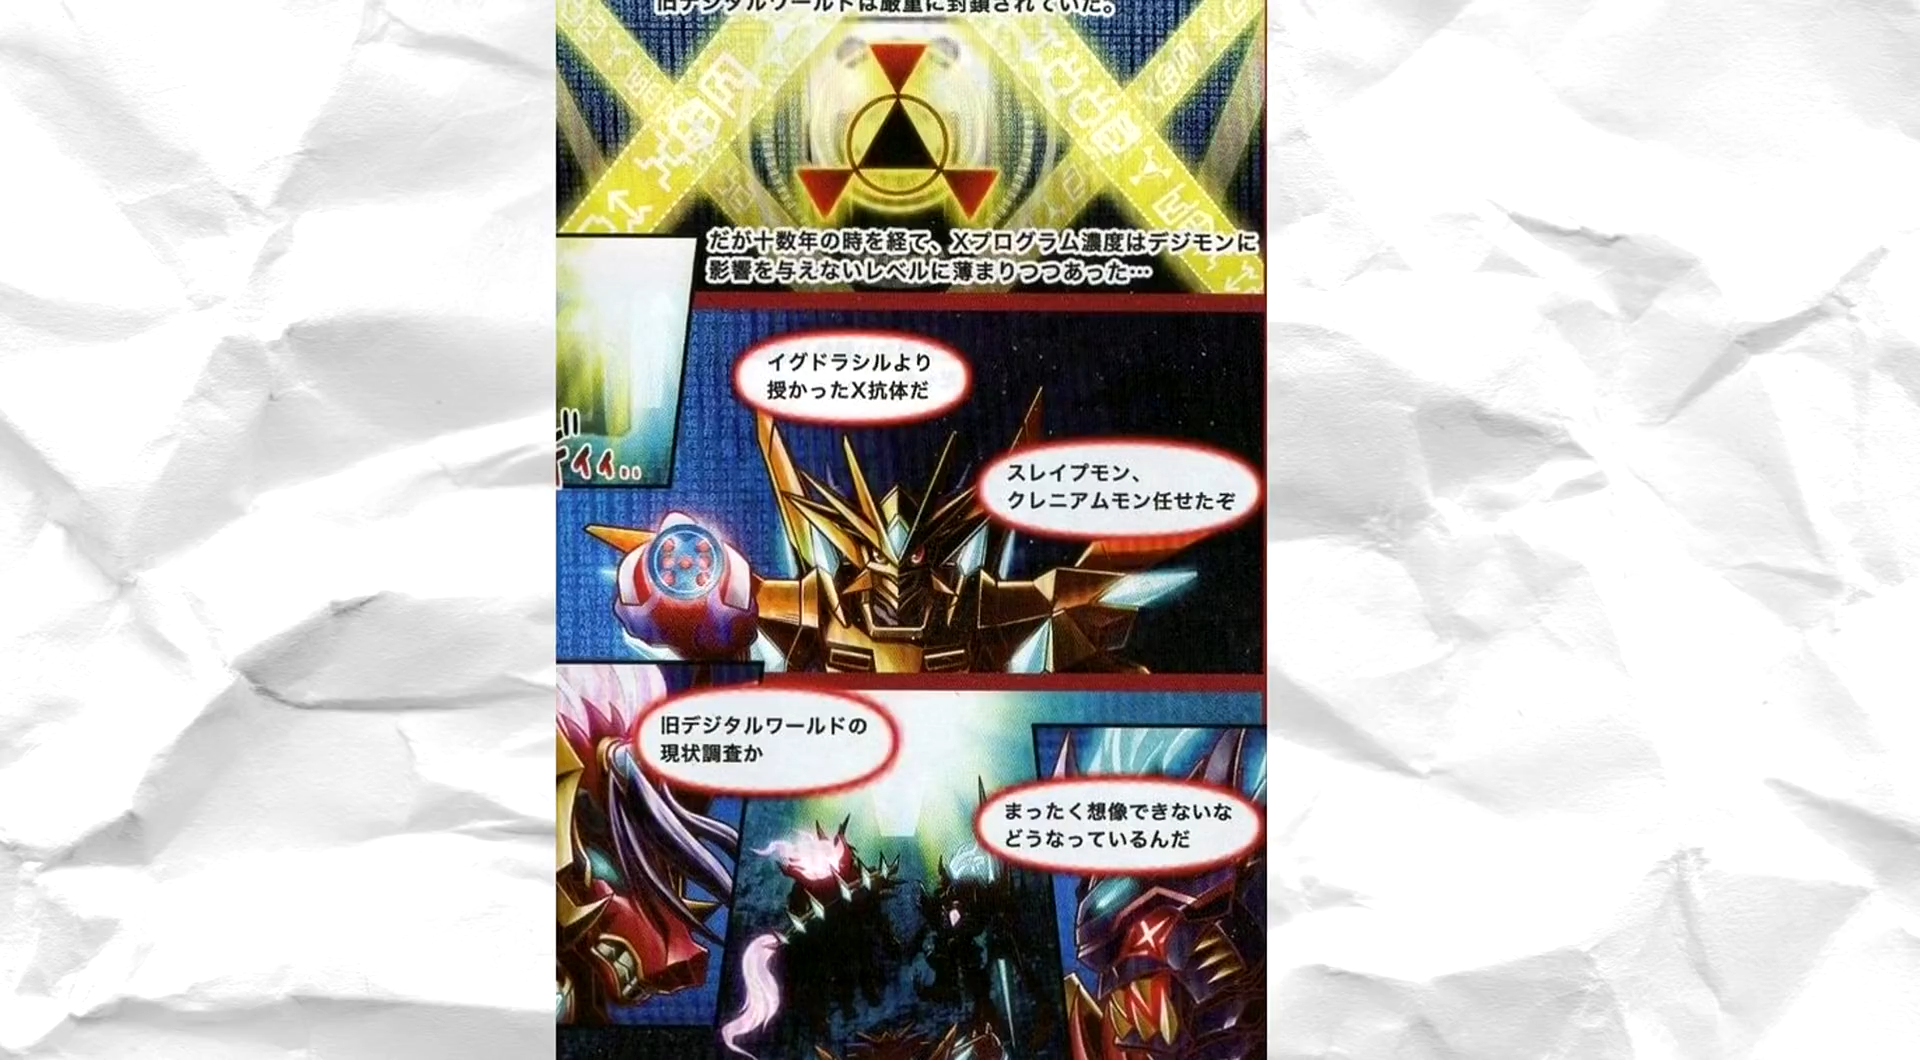 旧デジタルワールドは厳重に封鎖されていた。
だが十数年の時を経て、Xプログラム濃度はデジモンに
影響を与えないレベルに薄まりつつあった…
イグドラシルより
授かったX抗体だ
スレイプモン、
クレニアムモン任せたぞ
旧デジタルワールドの
現状調査か
まったく想像できないな
どうなっているんだ